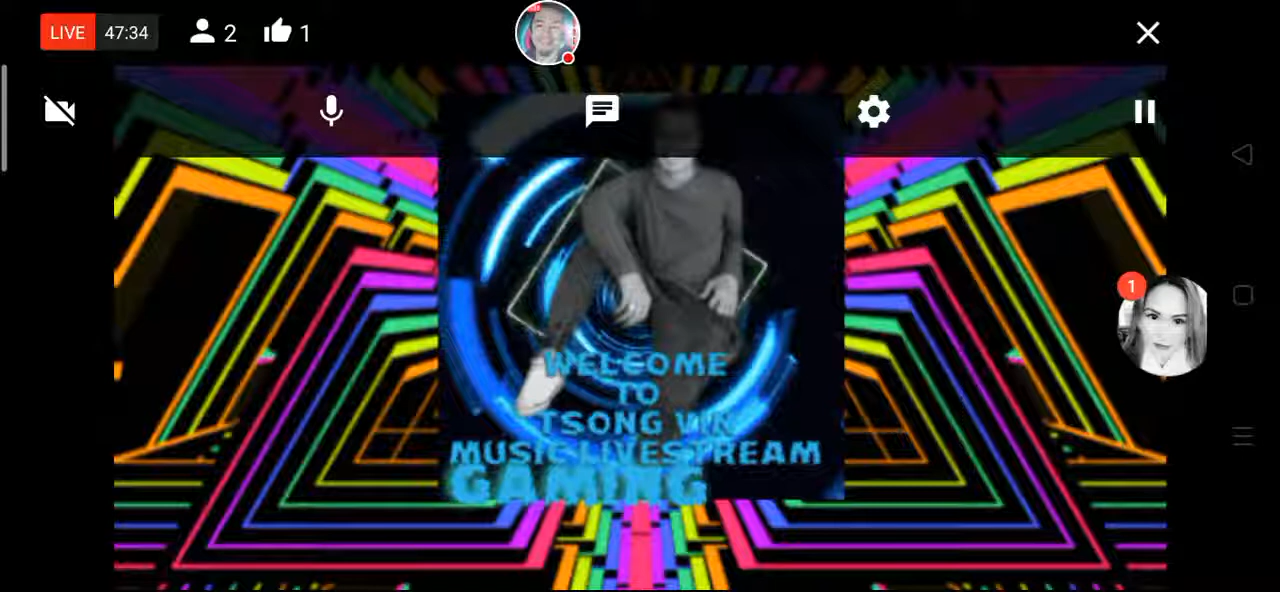 LIVE 47:34 2 1
1
WELCOME
TO
TSONG VIN
MUSIC LIVESTREAM
GAMING